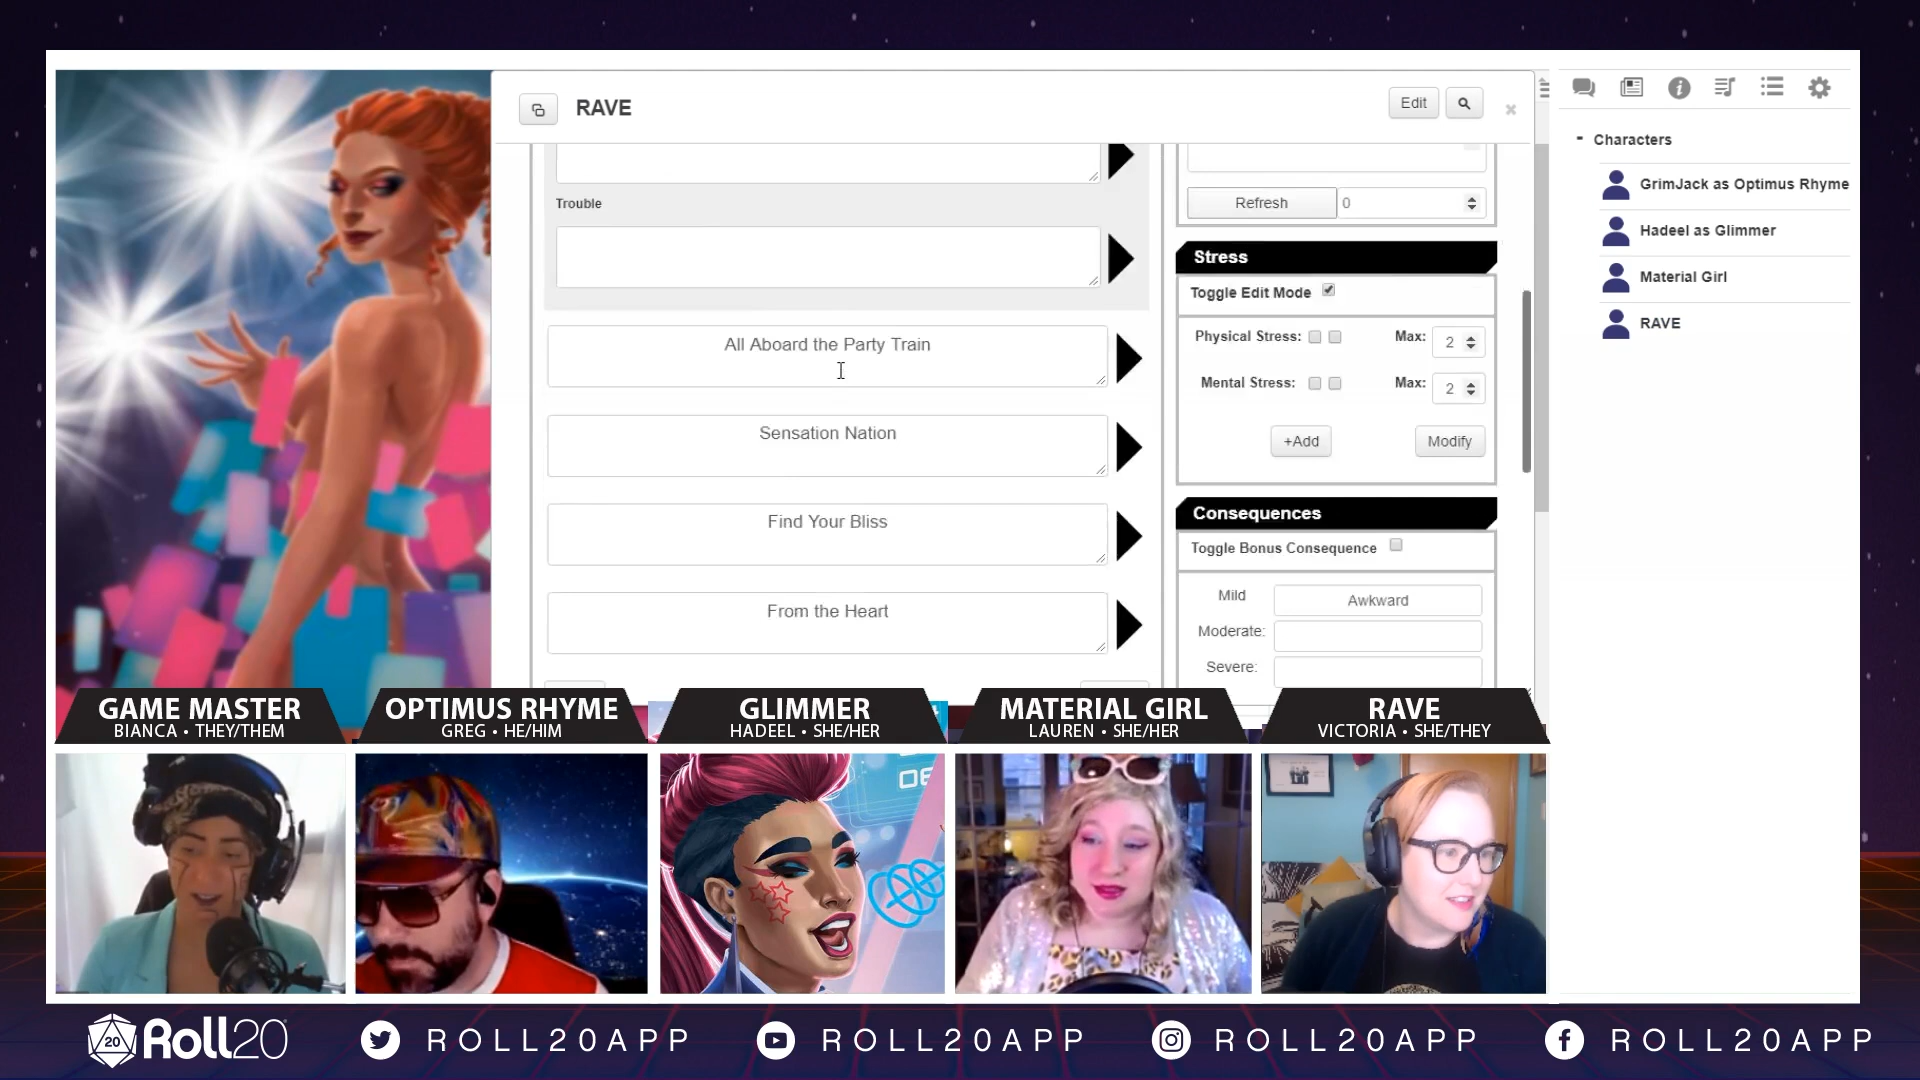 RAVE
Edit
Trouble
All Aboard the Party Train
Sensation Nation
Find Your Bliss
From the Heart
Refresh 0
Stress
Toggle Edit Mode
Physical Stress: Max: 2
Mental Stress: Max: 2
+Add Modify
Consequences
Toggle Bonus Consequence
Mild Awkward
Moderate:
Severe:
- Characters
GrimJack as Optimus Rhyme
Hadeel as Glimmer
Material Girl
RAVE
GAME MASTER
BIANCA • THEY/THEM
OPTIMUS RHYME
GREG • HE/HIM
GLIMMER
HADEEL • SHE/HER
MATERIAL GIRL
LAUREN • SHE/HER
RAVE
VICTORIA • SHE/THEY
20 Roll20 ROLL20APP ROLL20APP ROLL20APP ROLL20APP